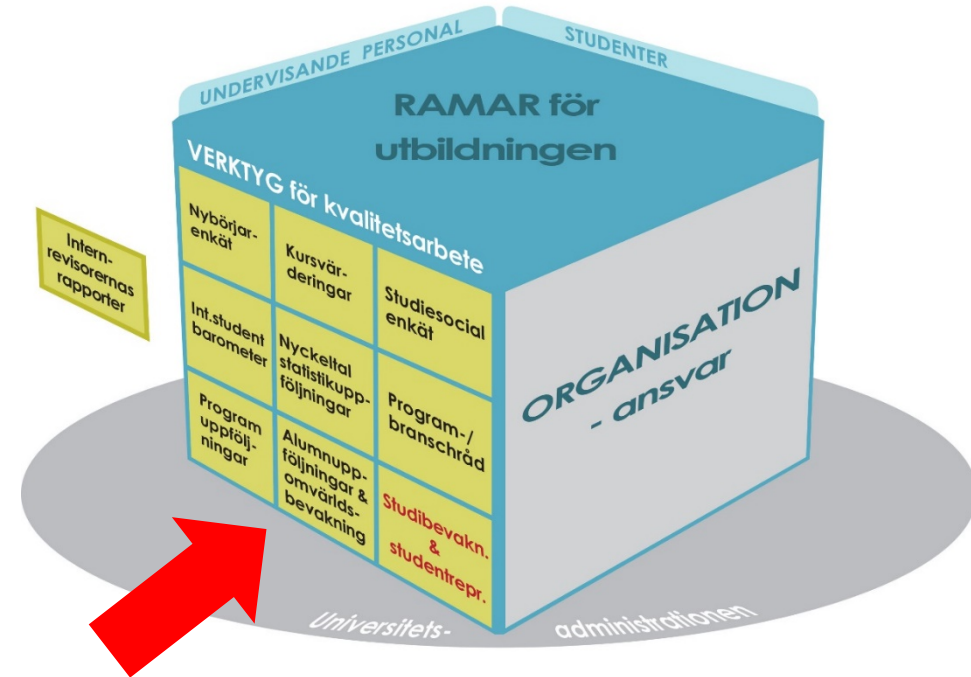 UNDERVISANDE PERSONAL
STUDENTER
RAMAR för
utbildningen
VERKTYG för kvalitetsarbete
Intern-
revisorernas
rapporter
Nybörjar-
enkät
Kursvär-
deringar
Studiesocial
enkät
Int.student
barometer
Nyckeltal
statistikupp-
följningar
Program-/
branschråd
Program
uppfölj-
ningar
Alumnupp-
följningar &
omvärlds-
bevakning
Studibevakn.
&
studentrepr.
ORGANISATION
- ansvar
Universitets-
administrationen